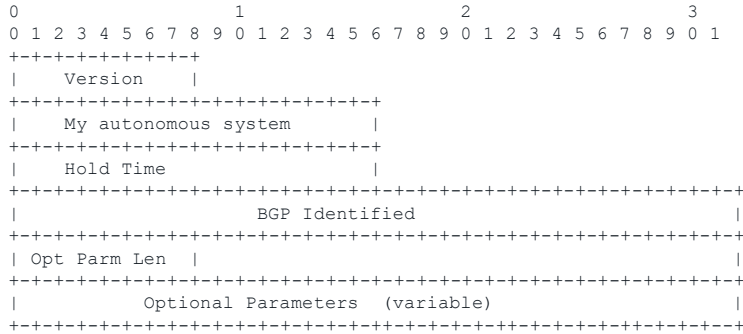 0                   1                   2                   3
0 1 2 3 4 5 6 7 8 9 0 1 2 3 4 5 6 7 8 9 0 1 2 3 4 5 6 7 8 9 0 1
+-+-+-+-+-+-+-+-+
|    Version    |
+-+-+-+-+-+-+-+-+-+-+-+-+-+-+-+-+
|    My autonomous system       |
+-+-+-+-+-+-+-+-+-+-+-+-+-+-+-+-+
|    Hold Time                  |
+-+-+-+-+-+-+-+-+-+-+-+-+-+-+-+-+-+-+-+-+-+-+-+-+-+-+-+-+-+-+-+-+
|                     BGP Identified                            |
+-+-+-+-+-+-+-+-+-+-+-+-+-+-+-+-+-+-+-+-+-+-+-+-+-+-+-+-+-+-+-+-+
| Opt Parm Len  |                                               |
+-+-+-+-+-+-+-+-+-+-+-+-+-+-+-+-+-+-+-+-+-+-+-+-+-+-+-+-+-+-+-+-+
|           Optional Parameters  (variable)                     |
+-+-+-+-+-+-+-+-+-+-+-+-+-+-+-+-+-+-+-+-+-+-+-+-+-+-+-+-+-+-+-+--+